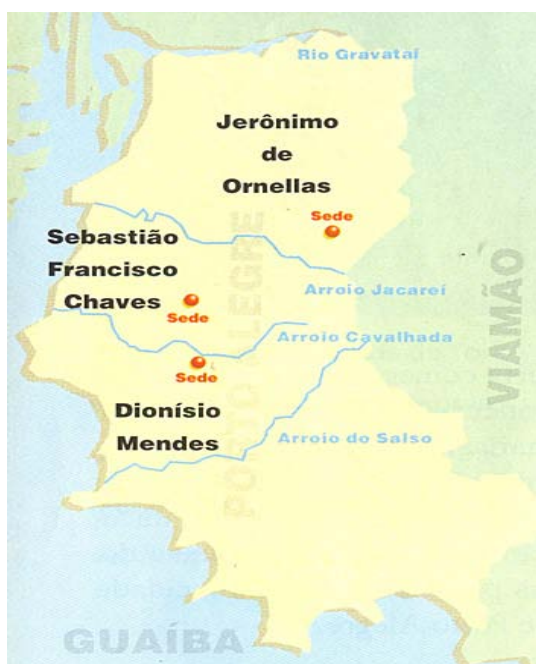 Rio Gravataí
Jerônimo
de
Ornellas
Sede
Sebastião
Francisco
Chaves
Sede
Arroio Jacareí
Arroio Cavalhada
Sede
Dionísio
Mendes
Arroio do Salso
PORTO ALEGRE
VIAMÃO
GUAÍBA